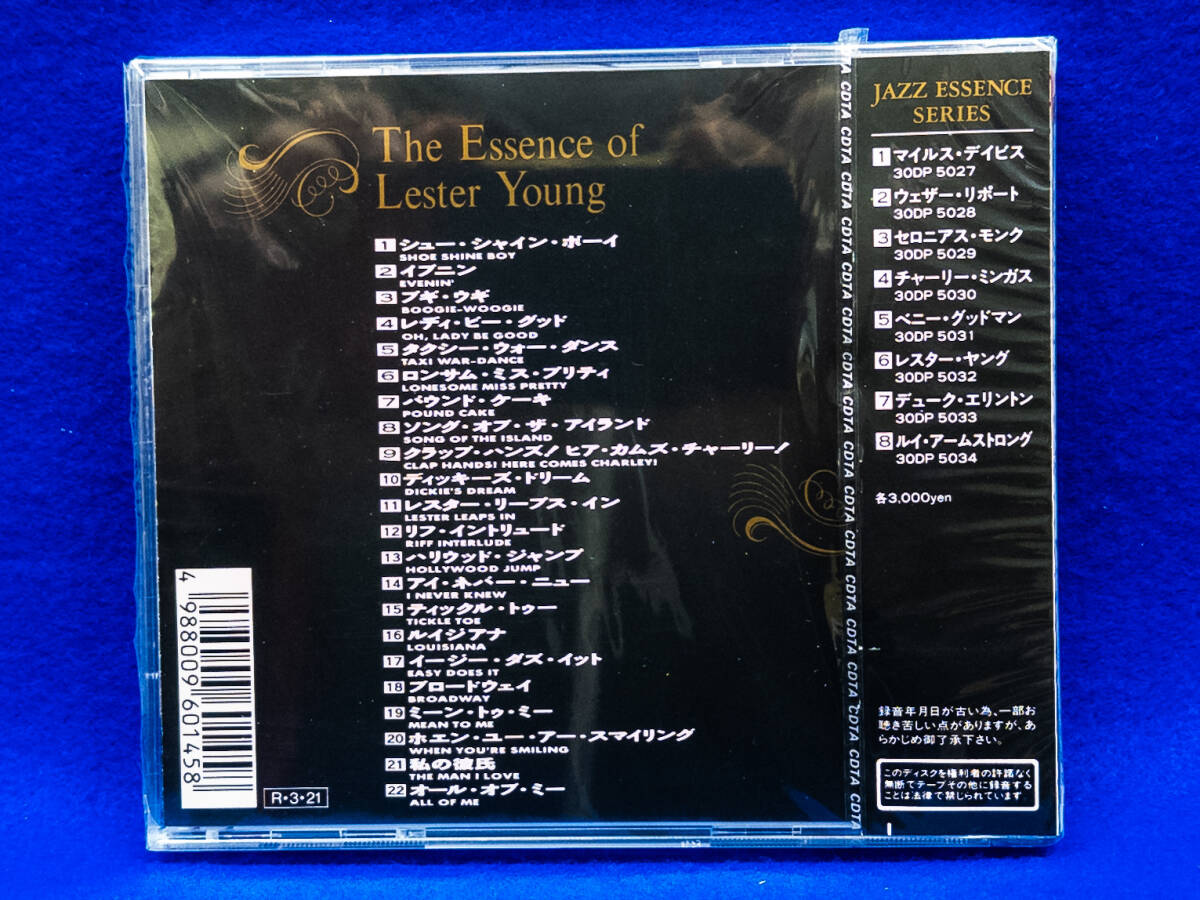 The Essence of
Lester Young
1 シュー・シャイン・ボーイ
SHOE SHINE BOY
2 イブニン
EVENIN'
3 ブギ・ウギ
BOOGIE-WOOGIE
4 レディ・ビー・グッド
OH, LADY BE GOOD
5 タクシー・ウォー・ダンス
TAXI WAR-DANCE
6 ロンサム・ミス・プリティ
LONESOME MISS PRETTY
7 パウンド・ケーキ
POUND CAKE
8 ソング・オブ・ザ・アイランド
SONG OF THE ISLAND
9 クラップ・ハンズ! ヒア・カムズ・チャーリー!
CLAP HANDS! HERE COMES CHARLEY!
10 ディッキーズ・ドリーム
DICKIE'S DREAM
11 レスター・リープス・イン
LESTER LEAPS IN
12 リフ・イントリュード
RIFF INTERLUDE
13 ハリウッド・ジャンプ
HOLLYWOOD JUMP
14 アイ・ネバー・ニュー
I NEVER KNEW
15 ティックル・トゥー
TICKLE TOE
16 ルイジアナ
LOUISIANA
17 イージー・ダズ・イット
EASY DOES IT
18 ブロードウェイ
BROADWAY
19 ミーン・トゥ・ミー
MEAN TO ME
20 ホエン・ユー・アー・スマイリング
WHEN YOU'RE SMILING
21 私の彼氏
THE MAN I LOVE
22 オール・オブ・ミー
ALL OF ME
4 988009 601458
R・3・21
CDTA CDTA CDTA CDTA CDTA CDTA CDTA CDTA CDTA CDTA CDTA CDTA CDTA CDTA CDTA CDTA CDTA
JAZZ ESSENCE
SERIES
1 マイルス・デイビス
30DP 5027
2 ウェザー・リポート
30DP 5028
3 セロニアス・モンク
30DP 5029
4 チャーリー・ミンガス
30DP 5030
5 ベニー・グッドマン
30DP 5031
6 レスター・ヤング
30DP 5032
7 デューク・エリントン
30DP 5033
8 ルイ・アームストロング
30DP 5034
各3,000yen
録音年月日が古い為、一部お
聴き苦しい点がありますが、あ
らかじめ御了承下さい。
このディスクを権利者の許諾なく
無断でテープその他に録音する
ことは法律で禁じられています